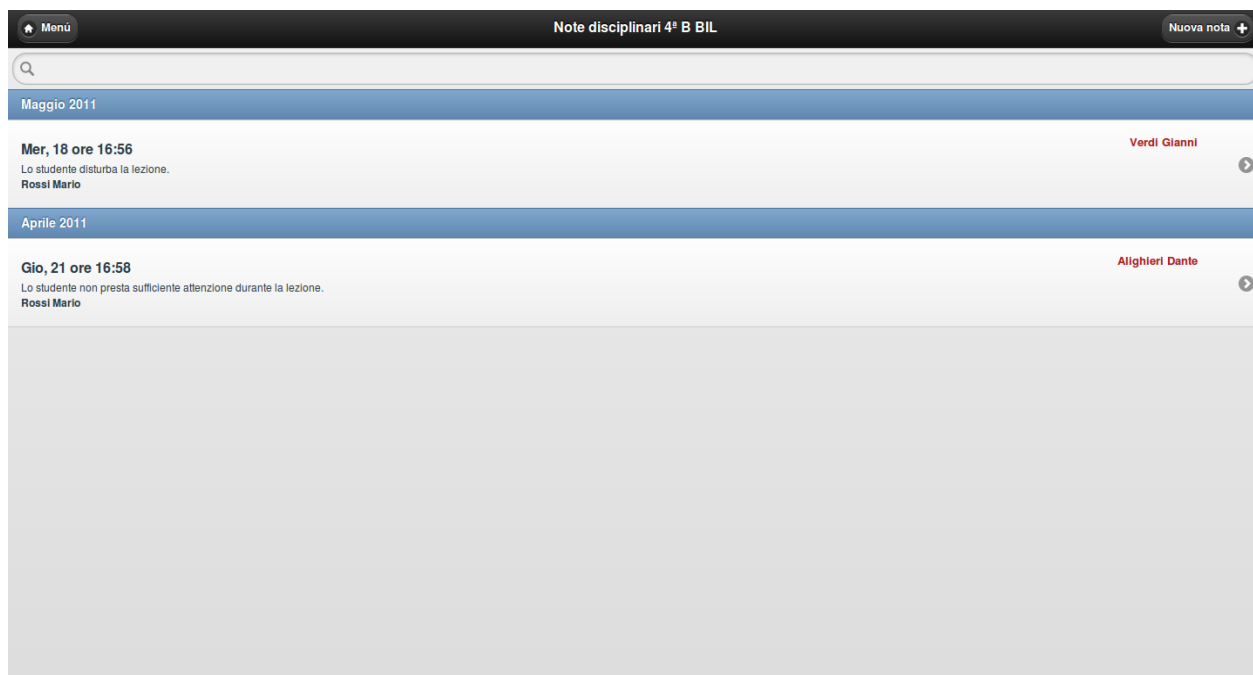 Menú
Note disciplinari 4ª B BIL
Nuova nota
Maggio 2011
Mer, 18 ore 16:56
Verdi Gianni
Lo studente disturba la lezione.
Rossi Mario
Aprile 2011
Gio, 21 ore 16:58
Alighieri Dante
Lo studente non presta sufficiente attenzione durante la lezione.
Rossi Mario